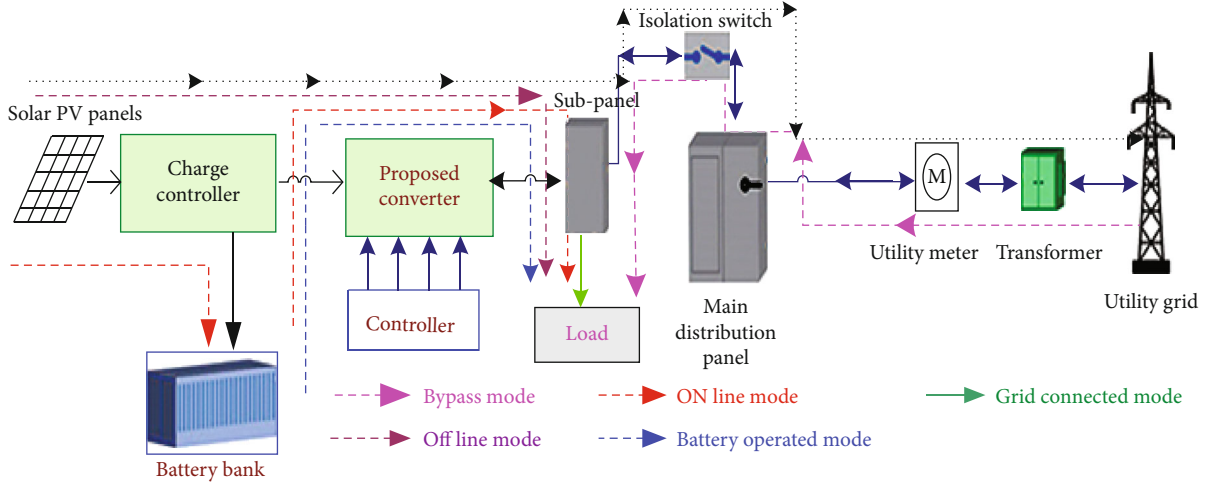 Isolation switch
Solar PV panels
Sub-panel
Charge
controller
Proposed
converter
M
Utility meter
Transformer
Utility grid
Controller
Load
Main
distribution
panel
Battery bank
Bypass mode
ON line mode
Grid connected mode
Off line mode
Battery operated mode